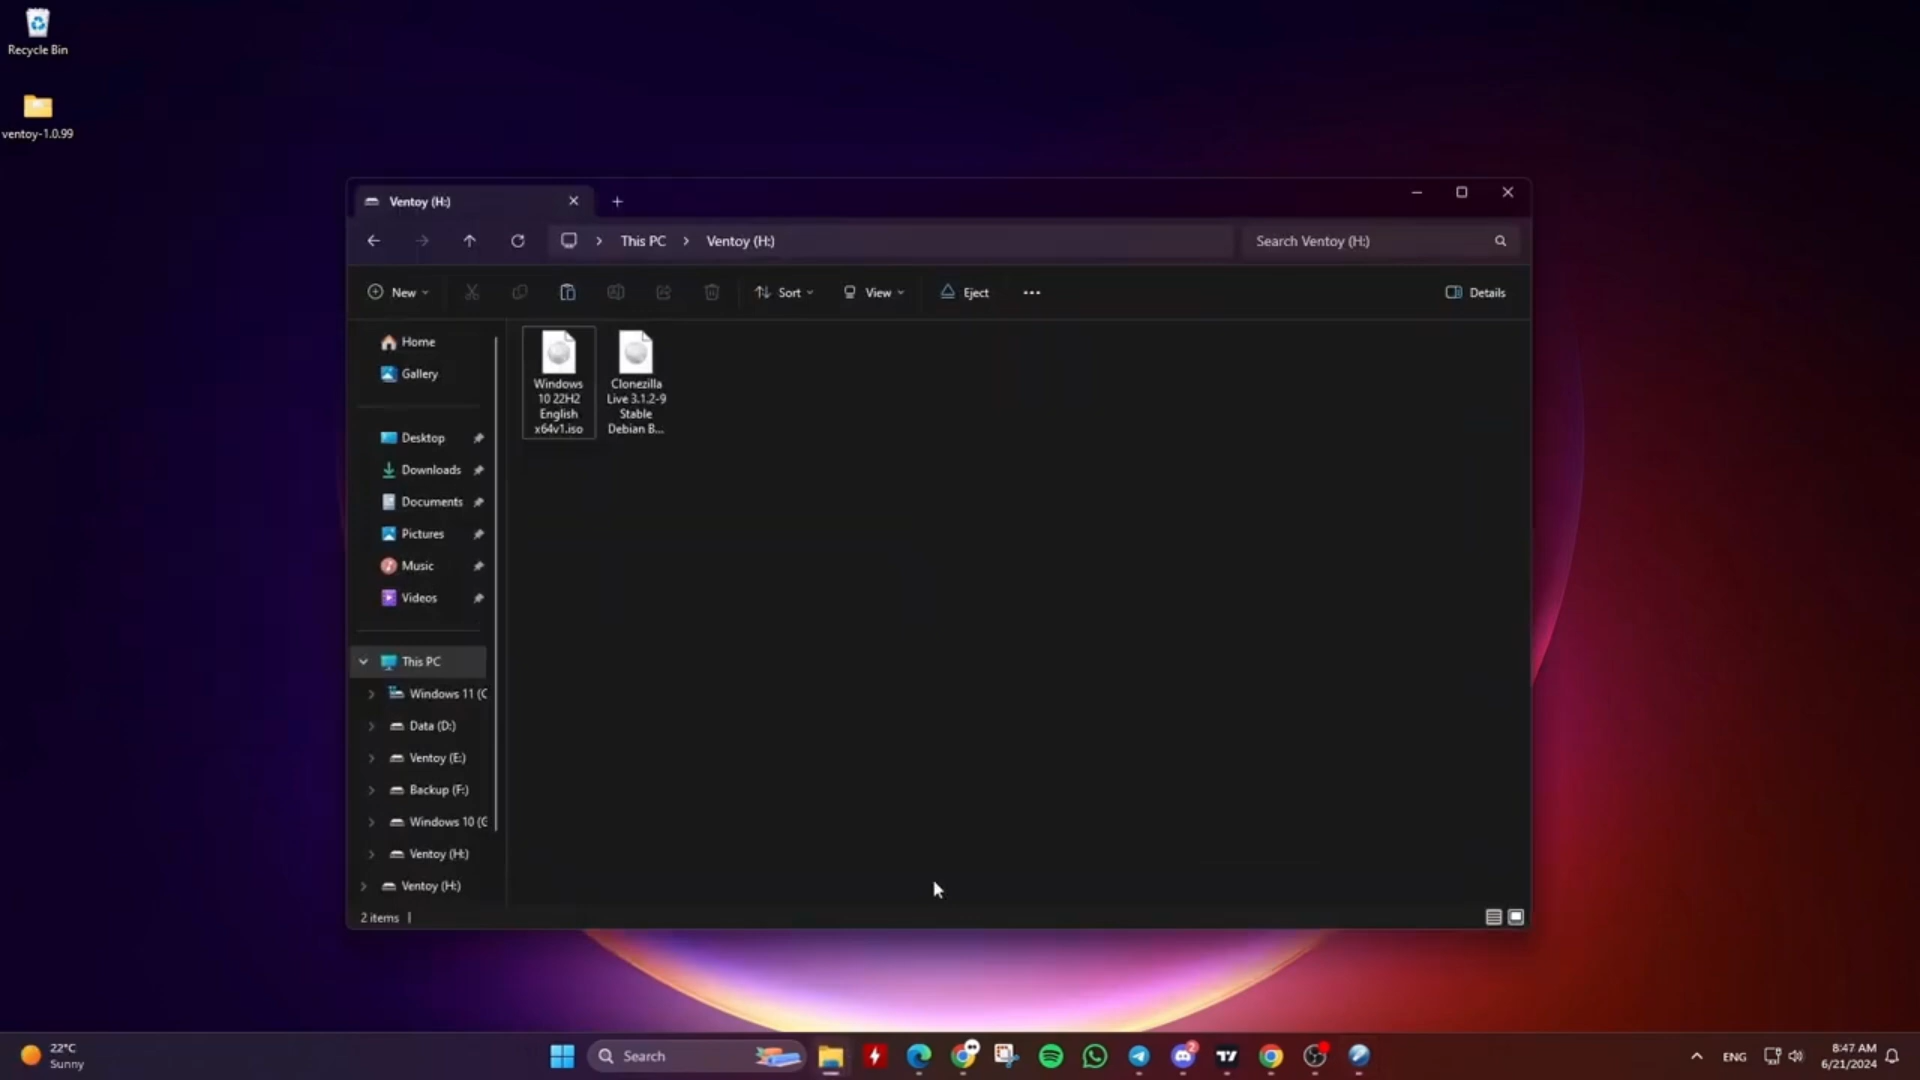 Recycle Bin
ventoy-1.0.99
Ventoy (H:)
This PC
Ventoy (H:)
Search Ventoy (H:)
New
Sort
View
Eject
Details
Home
Gallery
Desktop
Downloads
Documents
Pictures
Music
Videos
This PC
Windows 11 (C
Data (D:)
Ventoy (E:)
Backup (F:)
Windows 10 (G
Ventoy (H:)
Ventoy (H:)
Windows
10 22H2
English
x64v1.iso
Clonezilla
Live 3.1.2-9
Stable
Debian B...
2 items
22°C
Sunny
Search
2
ENG
8:47 AM
6/21/2024